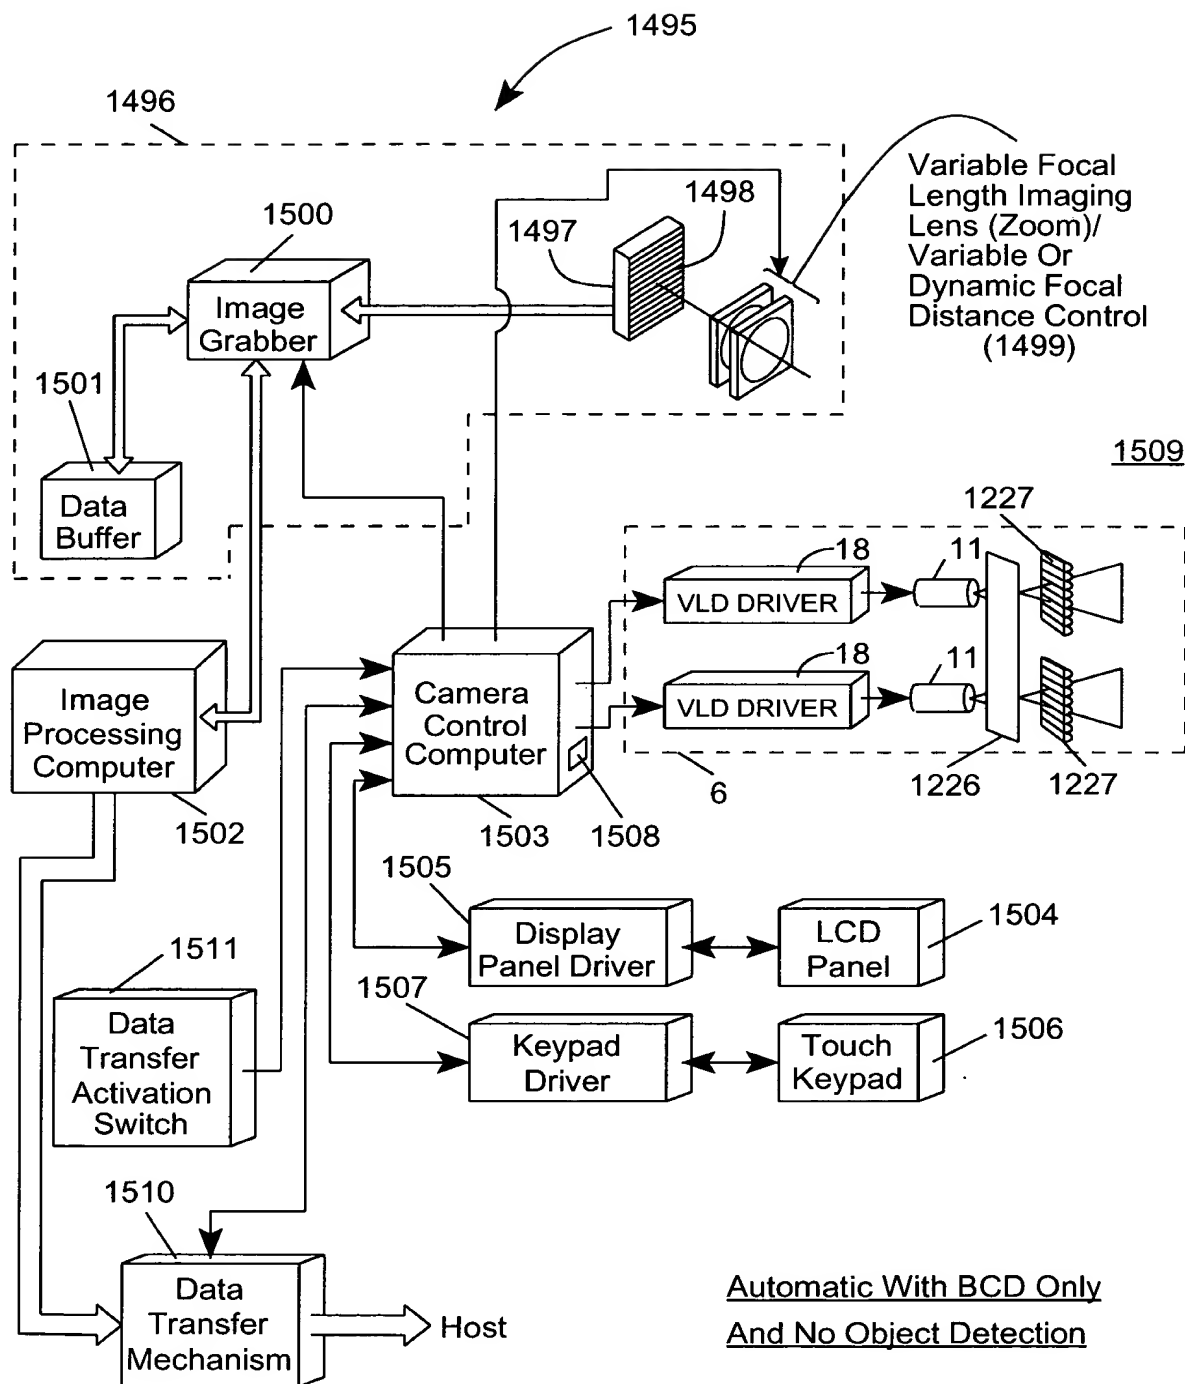 1495
1496
Variable Focal
Length Imaging
Lens (Zoom)/
Variable Or
Dynamic Focal
Distance Control
(1499)
1500
1497
1498
Image
Grabber
1501
Data
Buffer
1509
1227
18
11
VLD DRIVER
18
11
VLD DRIVER
Image
Processing
Computer
Camera
Control
Computer
6
1226
1227
1502
1503
1508
1505
1504
Display
Panel Driver
LCD
Panel
1511
1507
1506
Data
Transfer
Activation
Switch
Keypad
Driver
Touch
Keypad
1510
Data
Transfer
Mechanism
Host
Automatic With BCD Only
And No Object Detection